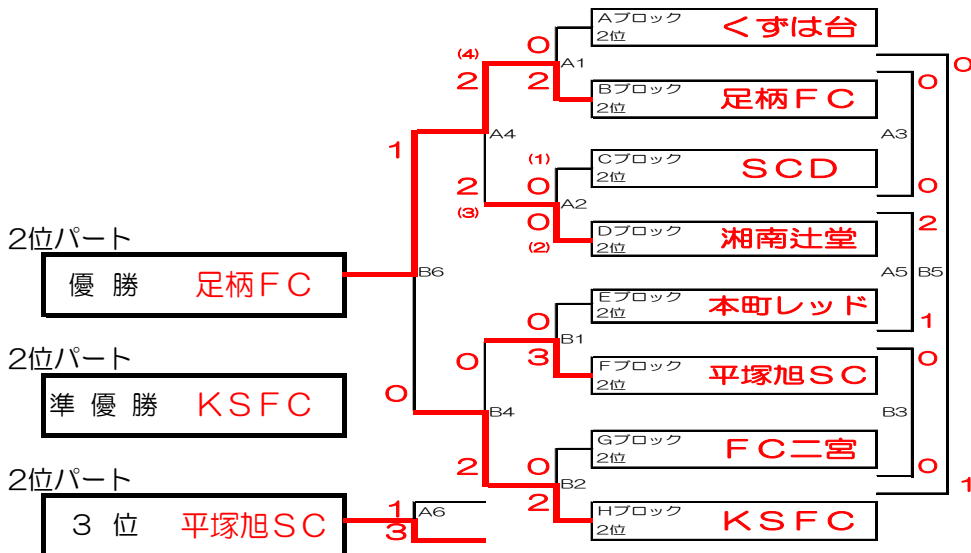 Aブロック
2位
くずは台
0
0
(4)
A1
2
2
Bブロック
2位
足柄FC
0
A3
A4
1
(1)
Cブロック
2位
SCD
2
0
A2
0
(3)
0
(2)
Dブロック
2位
湘南辻堂
2
2位パート
優 勝 足柄FC
B6
A5
B5
Eブロック
2位
本町レッド
0
B1
1
2位パート
0
3
Fブロック
2位
平塚旭SC
0
準 優 勝 KSFC
0
B4
B3
Gブロック
2位
FC二宮
2
0
B2
0
2位パート
2
1
3 位 平塚旭SC
1
A6
3
Hブロック
2位
KSFC